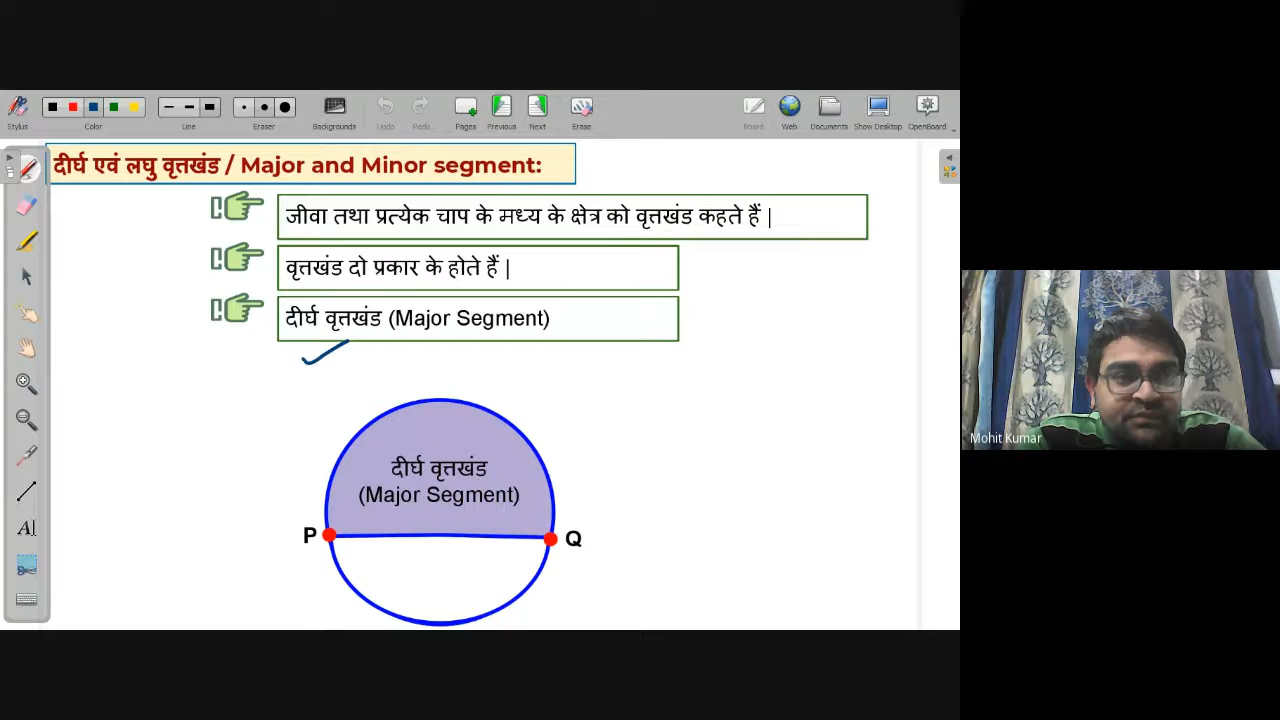 Stylus
Color
Line
Eraser
Backgrounds
Undo
Redo
Pages
Previous
Next
Erase
Board
Web
Documents
Show Desktop
OpenBoard
दीर्घ एवं लघु वृत्तखंड / Major and Minor segment:
जीवा तथा प्रत्येक चाप के मध्य के क्षेत्र को वृत्तखंड कहते हैं |
वृत्तखंड दो प्रकार के होते हैं |
दीर्घ वृत्तखंड (Major Segment)
दीर्घ वृत्तखंड
(Major Segment)
P
Q
Mohit Kumar